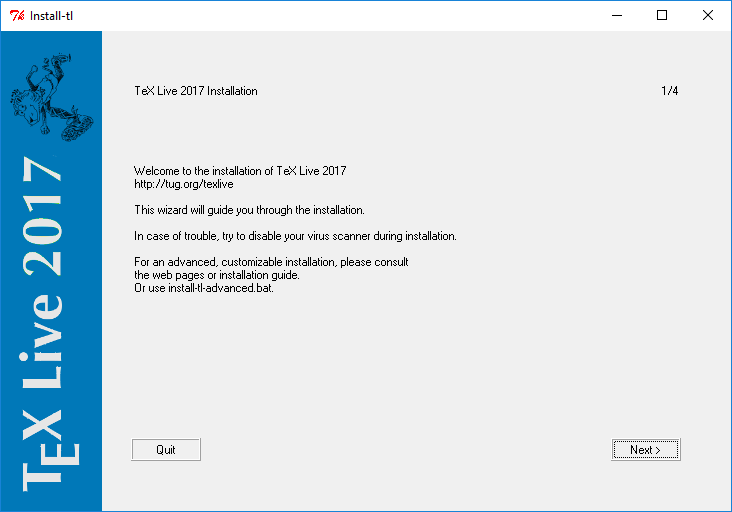 Install-tl
TeX Live 2017 Installation
1/4
Welcome to the installation of TeX Live 2017
http://tug.org/texlive
This wizard will guide you through the installation.
In case of trouble, try to disable your virus scanner during installation.
For an advanced, customizable installation, please consult
the web pages or installation guide.
Or use install-tl-advanced.bat.
Quit
Next >
TEX Live 2017